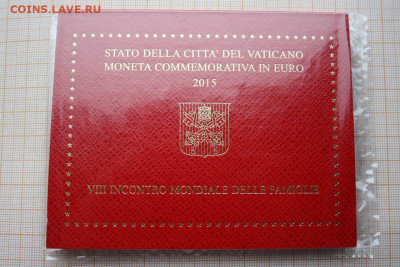 COINS.LAVE.RU
STATO DELLA CITTA' DEL VATICANO
MONETA COMMEMORATIVA IN EURO
2015
VIII INCONTRO MONDIALE DELLE FAMIGLIE